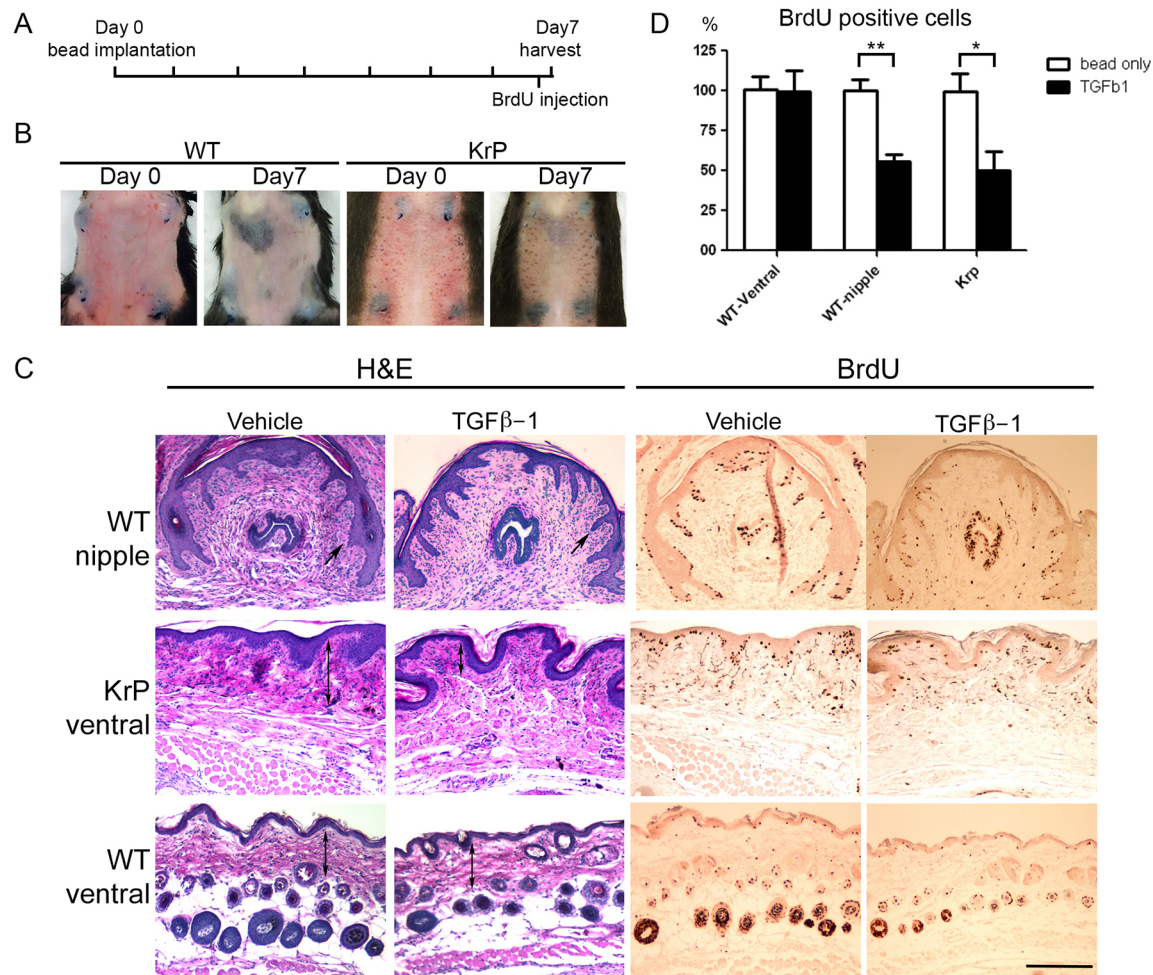 A
Day 0
bead implantation
Day7
harvest
BrdU injection
B
WT
KrP
Day 0
Day7
Day 0
Day7
D
%
BrdU positive cells
125
100
75
50
25
00
**
*
bead only
TGFb1
WT-Ventral
WT-nipple
Krp
C
H&E
BrdU
Vehicle
TGFβ-1
Vehicle
TGFβ-1
WT
nipple
KrP
ventral
WT
ventral